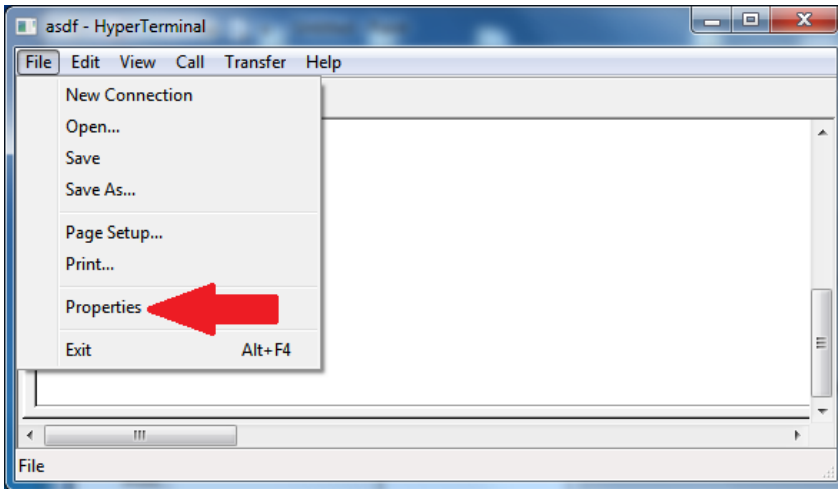 asdf - HyperTerminal
File Edit View Call Transfer Help
New Connection
Open...
Save
Save As...
Page Setup...
Print...
Properties
Exit Alt+F4
File